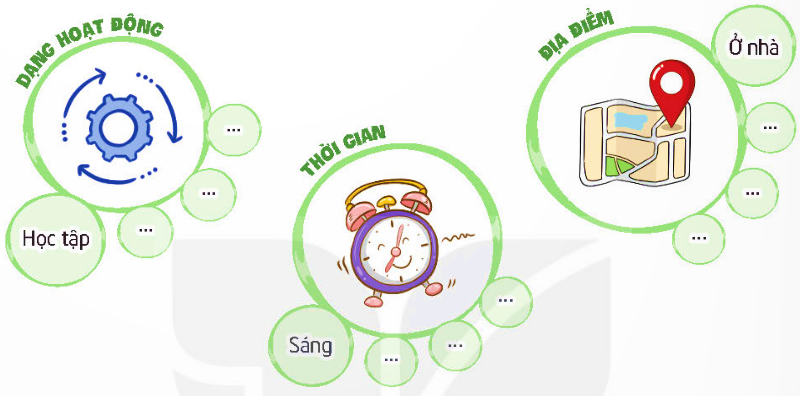 DẠNG HOẠT ĐỘNG
...
...
...
Học tập
THỜI GIAN
...
...
...
Sáng
ĐỊA ĐIỂM
Ở nhà
...
...
...